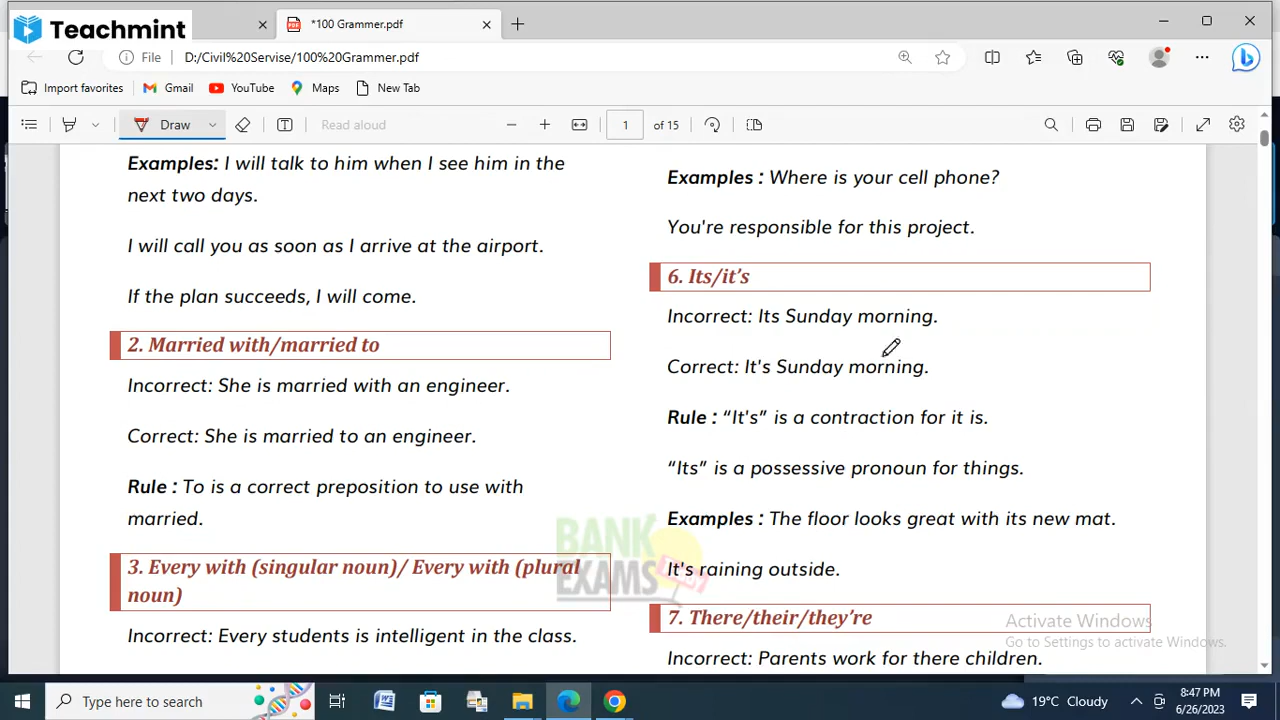 Teachmint
*100 Grammer.pdf
File
D:/Civil%20Servise/100%20Grammer.pdf
Import favorites
Gmail
YouTube
Maps
New Tab
Draw
Read aloud
1
of 15
Examples: I will talk to him when I see him in the
next two days.
I will call you as soon as I arrive at the airport.
If the plan succeeds, I will come.
2. Married with/married to
Incorrect: She is married with an engineer.
Correct: She is married to an engineer.
Rule : To is a correct preposition to use with
married.
3. Every with (singular noun)/ Every with (plural
noun)
Incorrect: Every students is intelligent in the class.
Examples : Where is your cell phone?
You're responsible for this project.
6. Its/it's
Incorrect: Its Sunday morning.
Correct: It's Sunday morning.
Rule : “It's” is a contraction for it is.
“Its” is a possessive pronoun for things.
Examples : The floor looks great with its new mat.
It's raining outside.
7. There/their/they're
Incorrect: Parents work for there children.
BANK
EXAMS
Activate Windows
Go to Settings to activate Windows.
Type here to search
19°C Cloudy
8:47 PM
6/26/2023